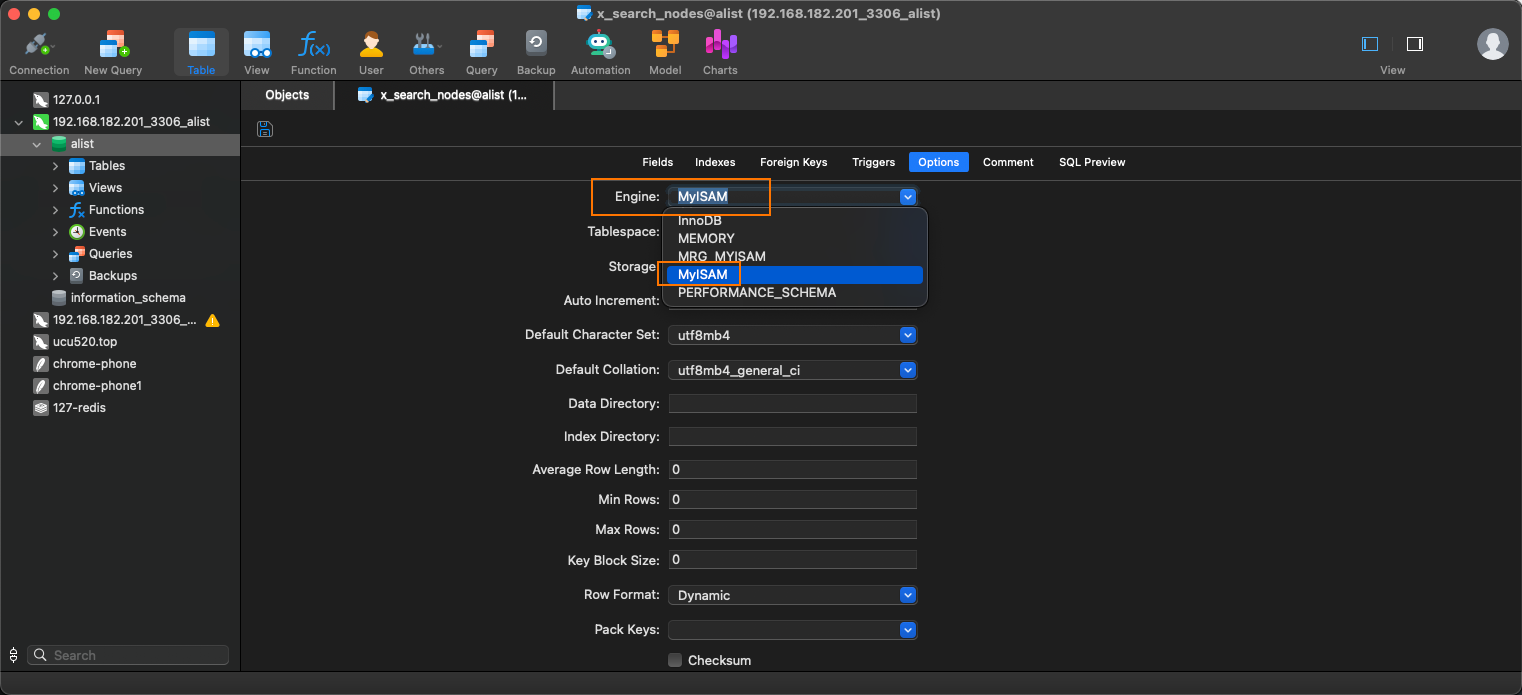 x_search_nodes@alist (192.168.182.201_3306_alist)
Connection
New Query
Table
View
Function
User
Others
Query
Backup
Automation
Model
Charts
View
127.0.0.1
192.168.182.201_3306_alist
alist
Tables
Views
Functions
Events
Queries
Backups
information_schema
192.168.182.201_3306_...
ucu520.top
chrome-phone
chrome-phone1
127-redis
Search
Objects
x_search_nodes@alist (1...
Fields
Indexes
Foreign Keys
Triggers
Options
Comment
SQL Preview
Engine: MyISAM
InnoDB
MEMORY
MRG_MYISAM
MyISAM
PERFORMANCE_SCHEMA
Tablespace:
Storage
Auto Increment:
Default Character Set: utf8mb4
Default Collation: utf8mb4_general_ci
Data Directory:
Index Directory:
Average Row Length: 0
Min Rows: 0
Max Rows: 0
Key Block Size: 0
Row Format: Dynamic
Pack Keys:
Checksum